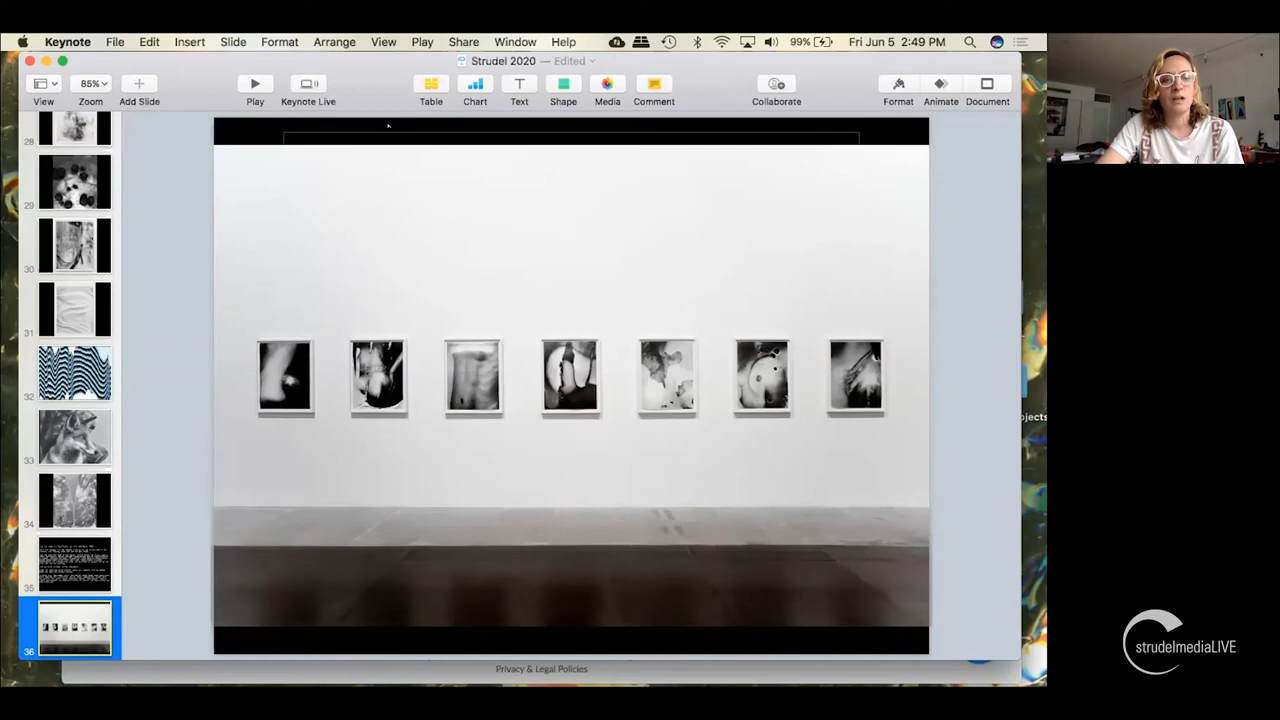 Keynote File Edit Insert Slide Format Arrange View Play Share Window Help 99% Fri Jun 5 2:49 PM
Strudel 2020 — Edited
85%
View Zoom Add Slide Play Keynote Live Table Chart Text Shape Media Comment Collaborate Format Animate Document
28
29
30
31
32
33
34
35
36
ojects
Privacy & Legal Policies
strudelmediaLIVE